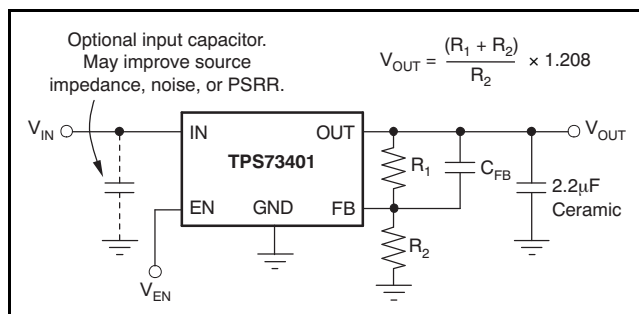 Optional input capacitor.
May improve source
impedance, noise, or PSRR.
V_OUT = (R_1 + R_2) / R_2 × 1.208
V_IN
IN
OUT
V_OUT
TPS73401
R_1
C_FB
2.2μF
Ceramic
EN
GND
FB
R_2
V_EN